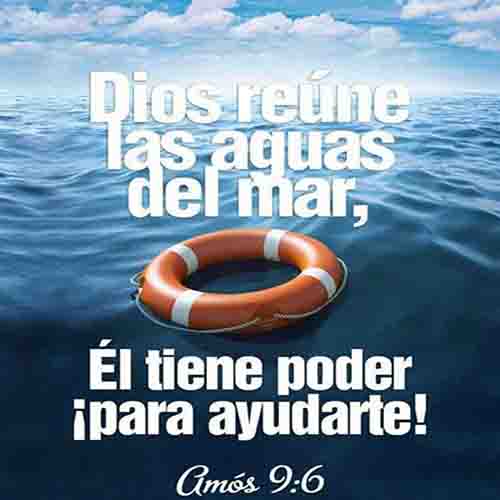 Dios reúne
las aguas
del mar,
Él tiene poder
¡para ayudarte!
Amós 9:6